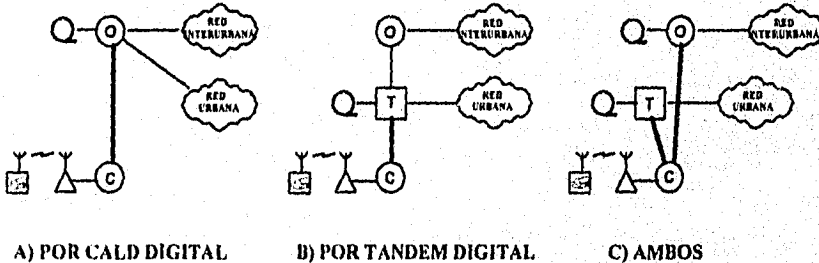 O
RED
INTERURBANA
RED
URBANA
C
A) POR CALD DIGITAL
O
RED
INTERURBANA
T
RED
URBANA
C
B) POR TANDEM DIGITAL
O
RED
INTERURBANA
T
RED
URBANA
C
C) AMBOS